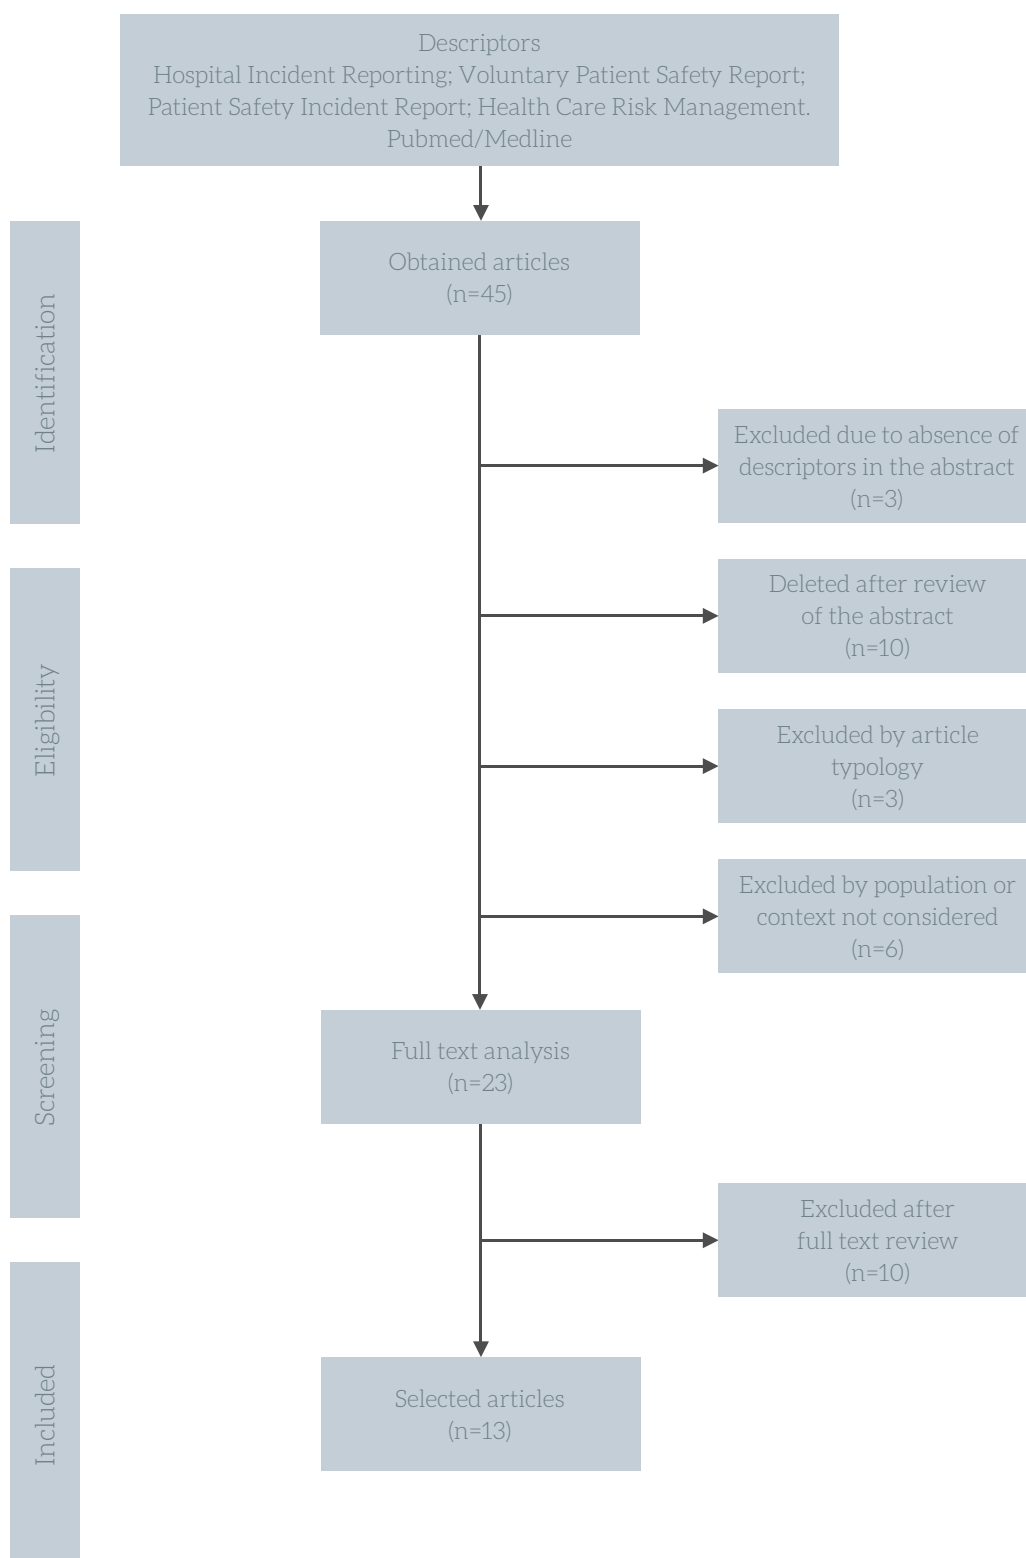 Descriptors
Hospital Incident Reporting; Voluntary Patient Safety Report;
Patient Safety Incident Report; Health Care Risk Management.
Pubmed/Medline
Identification
Obtained articles
(n=45)
Excluded due to absence of
descriptors in the abstract
(n=3)
Eligibility
Deleted after review
of the abstract
(n=10)
Excluded by article
typology
(n=3)
Excluded by population or
context not considered
(n=6)
Screening
Full text analysis
(n=23)
Excluded after
full text review
(n=10)
Included
Selected articles
(n=13)